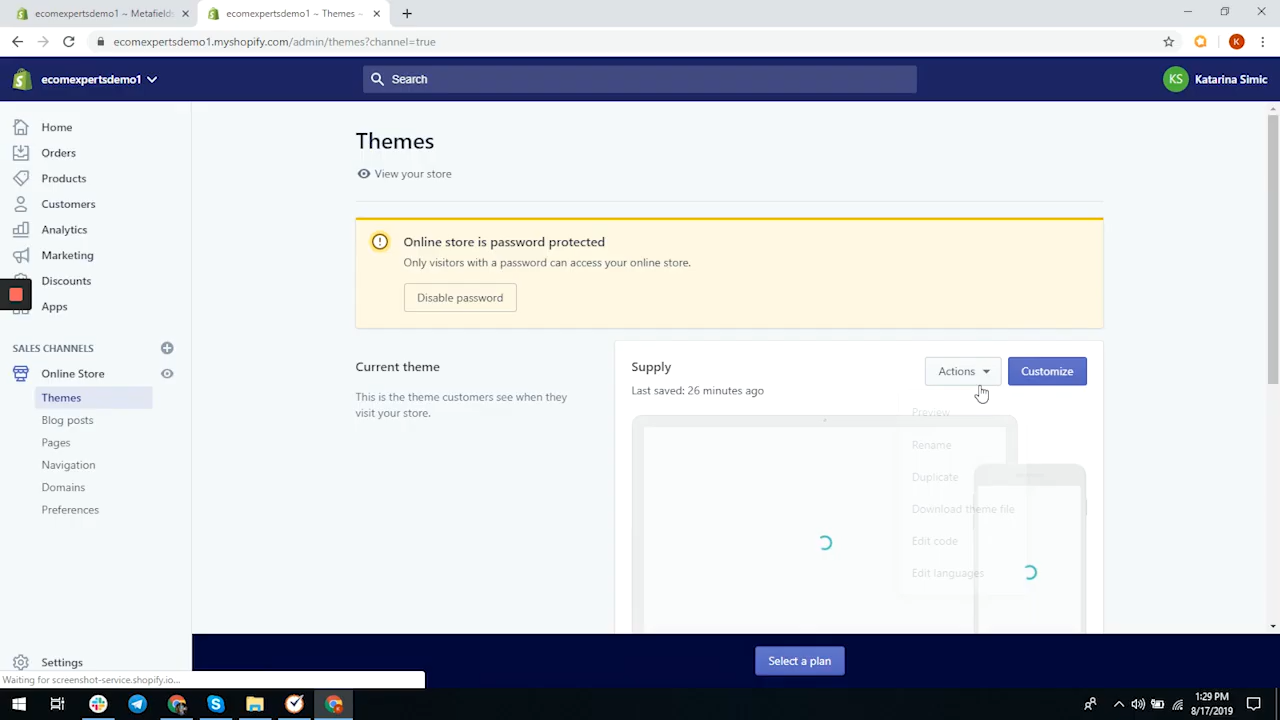 ecomexpertsdemo1 ~ Metafields
ecomexpertsdemo1 ~ Themes ~
ecomexpertsdemo1.myshopify.com/admin/themes?channel=true
K
ecomexpertsdemo1
Search
KS
Katarina Simic
Home
Orders
Products
Customers
Analytics
Marketing
Discounts
Apps
SALES CHANNELS
Online Store
Themes
Blog posts
Pages
Navigation
Domains
Preferences
Settings
Themes
View your store
Online store is password protected
Only visitors with a password can access your online store.
Disable password
Current theme
This is the theme customers see when they
visit your store.
Supply
Last saved: 26 minutes ago
Actions
Customize
Preview
Rename
Duplicate
Download theme file
Edit code
Edit languages
Select a plan
Waiting for screenshot-service.shopify.io...
1:29 PM
8/17/2019